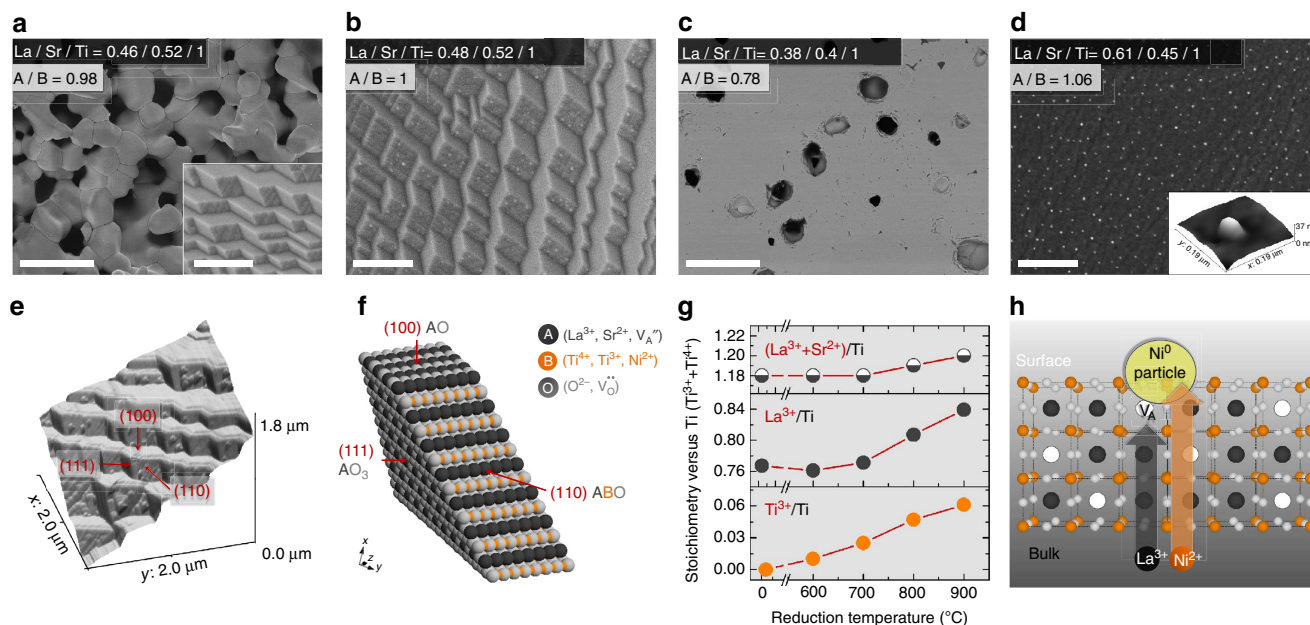 a
La / Sr / Ti = 0.46 / 0.52 / 1
A / B = 0.98
b
La / Sr / Ti= 0.48 / 0.52 / 1
A / B = 1
c
La / Sr / Ti= 0.38 / 0.4 / 1
A / B = 0.78
d
La / Sr / Ti = 0.61 / 0.45 / 1
A / B = 1.06
37 nm
0 nm
y: 0.19 μm
x: 0.19 μm
e
(100)
(111)
(110)
1.8 μm
0.0 μm
x: 2.0 μm
y: 2.0 μm
f
(100) AO
A (La³⁺, Sr²⁺, V_A″)
B (Ti⁴⁺, Ti³⁺, Ni²⁺)
O (O²⁻, V_O^••)
(111)
AO₃
(110) ABO
x
z
y
g
Stoichiometry versus Ti (Ti³⁺+Ti⁴⁺)
1.22
1.20
1.18
(La³⁺+Sr²⁺)/Ti
0.84
0.80
0.76
La³⁺/Ti
0.06
0.03
0.00
Ti³⁺/Ti
0 600 700 800 900
Reduction temperature (°C)
h
Surface
Ni⁰
particle
V_A
Bulk
La³⁺
Ni²⁺